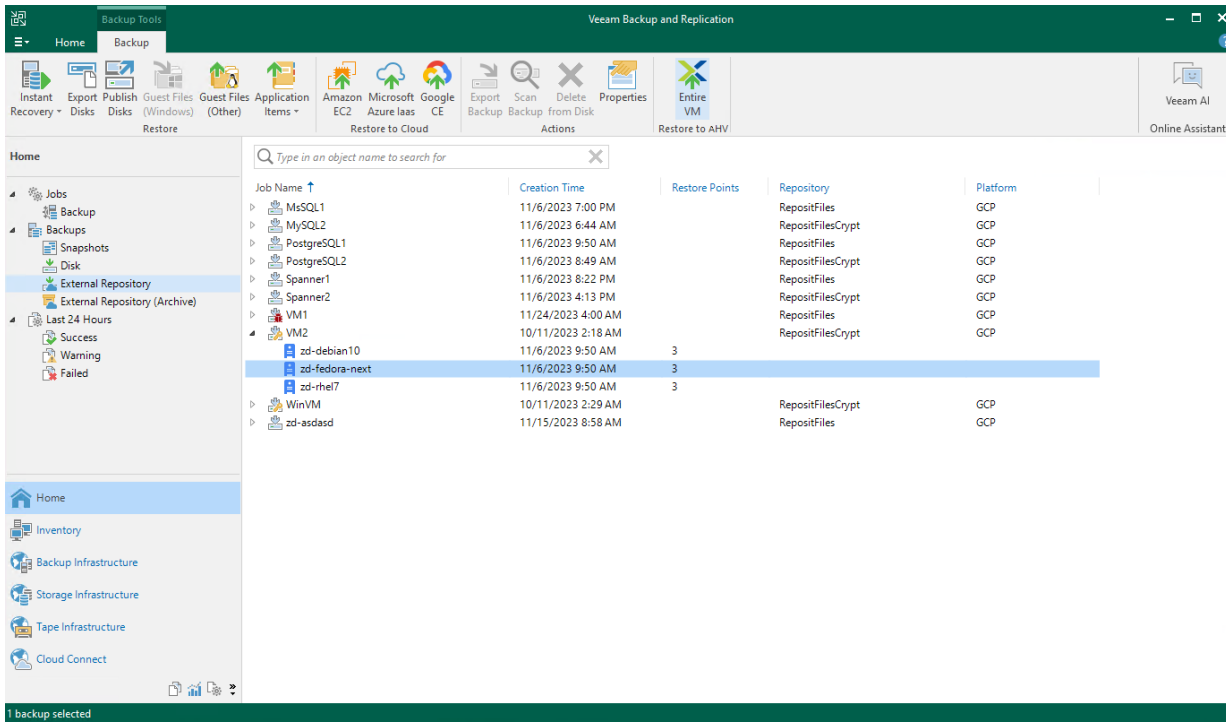 Backup Tools
Veeam Backup and Replication
Home Backup
Instant Recovery
Export Disks
Publish Disks
Guest Files (Windows)
Guest Files (Other)
Application Items
Restore
Amazon EC2
Microsoft Azure Iaas
Google CE
Restore to Cloud
Export Backup
Scan Backup
Delete from Disk
Properties
Actions
Entire VM
Restore to AHV
Veeam AI
Online Assistant
Home
Jobs
Backup
Backups
Snapshots
Disk
External Repository
External Repository (Archive)
Last 24 Hours
Success
Warning
Failed
Type in an object name to search for
Job Name Creation Time Restore Points Repository Platform
MsSQL1 11/6/2023 7:00 PM RepositFiles GCP
MySQL2 11/6/2023 6:44 AM RepositFilesCrypt GCP
PostgreSQL1 11/6/2023 9:50 AM RepositFiles GCP
PostgreSQL2 11/6/2023 8:49 AM RepositFilesCrypt GCP
Spanner1 11/6/2023 8:22 PM RepositFiles GCP
Spanner2 11/6/2023 4:13 PM RepositFilesCrypt GCP
VM1 11/24/2023 4:00 AM RepositFiles GCP
VM2 10/11/2023 2:18 AM RepositFilesCrypt GCP
zd-debian10 11/6/2023 9:50 AM 3
zd-fedora-next 11/6/2023 9:50 AM 3
zd-rhel7 11/6/2023 9:50 AM 3
WinVM 10/11/2023 2:29 AM RepositFilesCrypt GCP
zd-asdasd 11/15/2023 8:58 AM RepositFiles GCP
Home
Inventory
Backup Infrastructure
Storage Infrastructure
Tape Infrastructure
Cloud Connect
1 backup selected